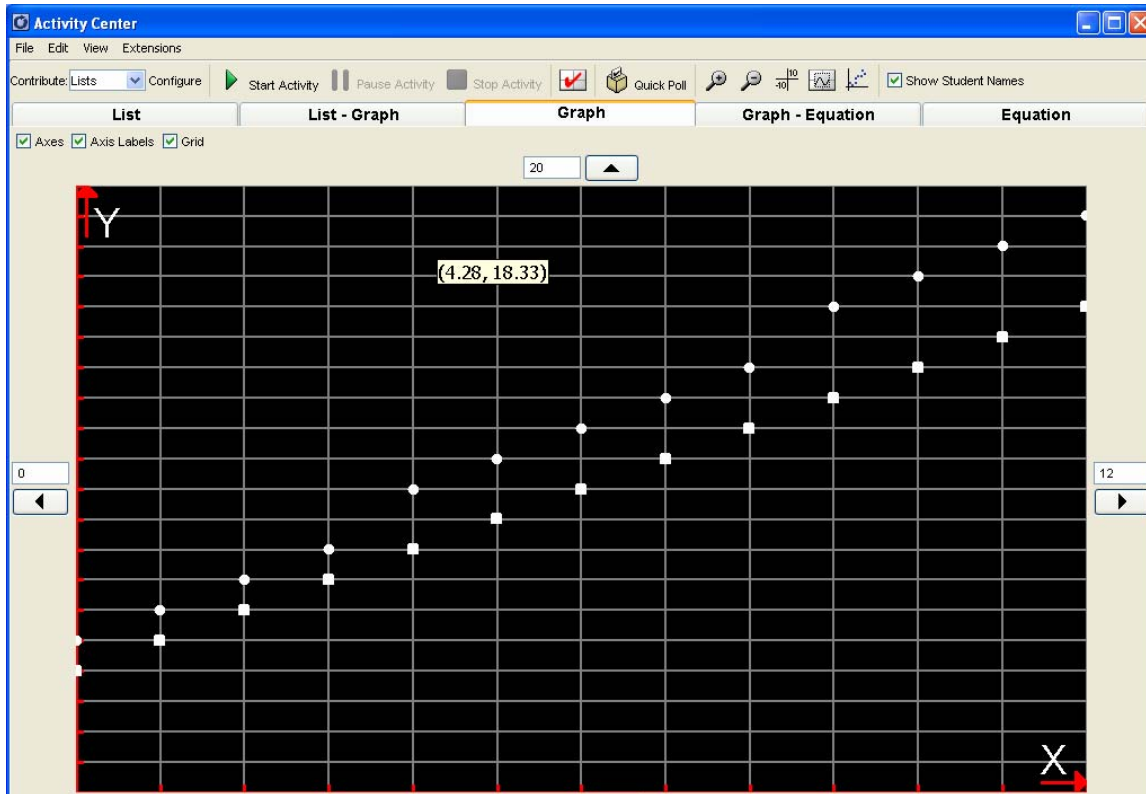 Activity Center
File Edit View Extensions
Contribute: Lists Configure Start Activity Pause Activity Stop Activity Quick Poll 10 -10 Show Student Names
List List - Graph Graph Graph - Equation Equation
Axes Axis Labels Grid
20
Y
(4.28, 18.33)
0
12
X